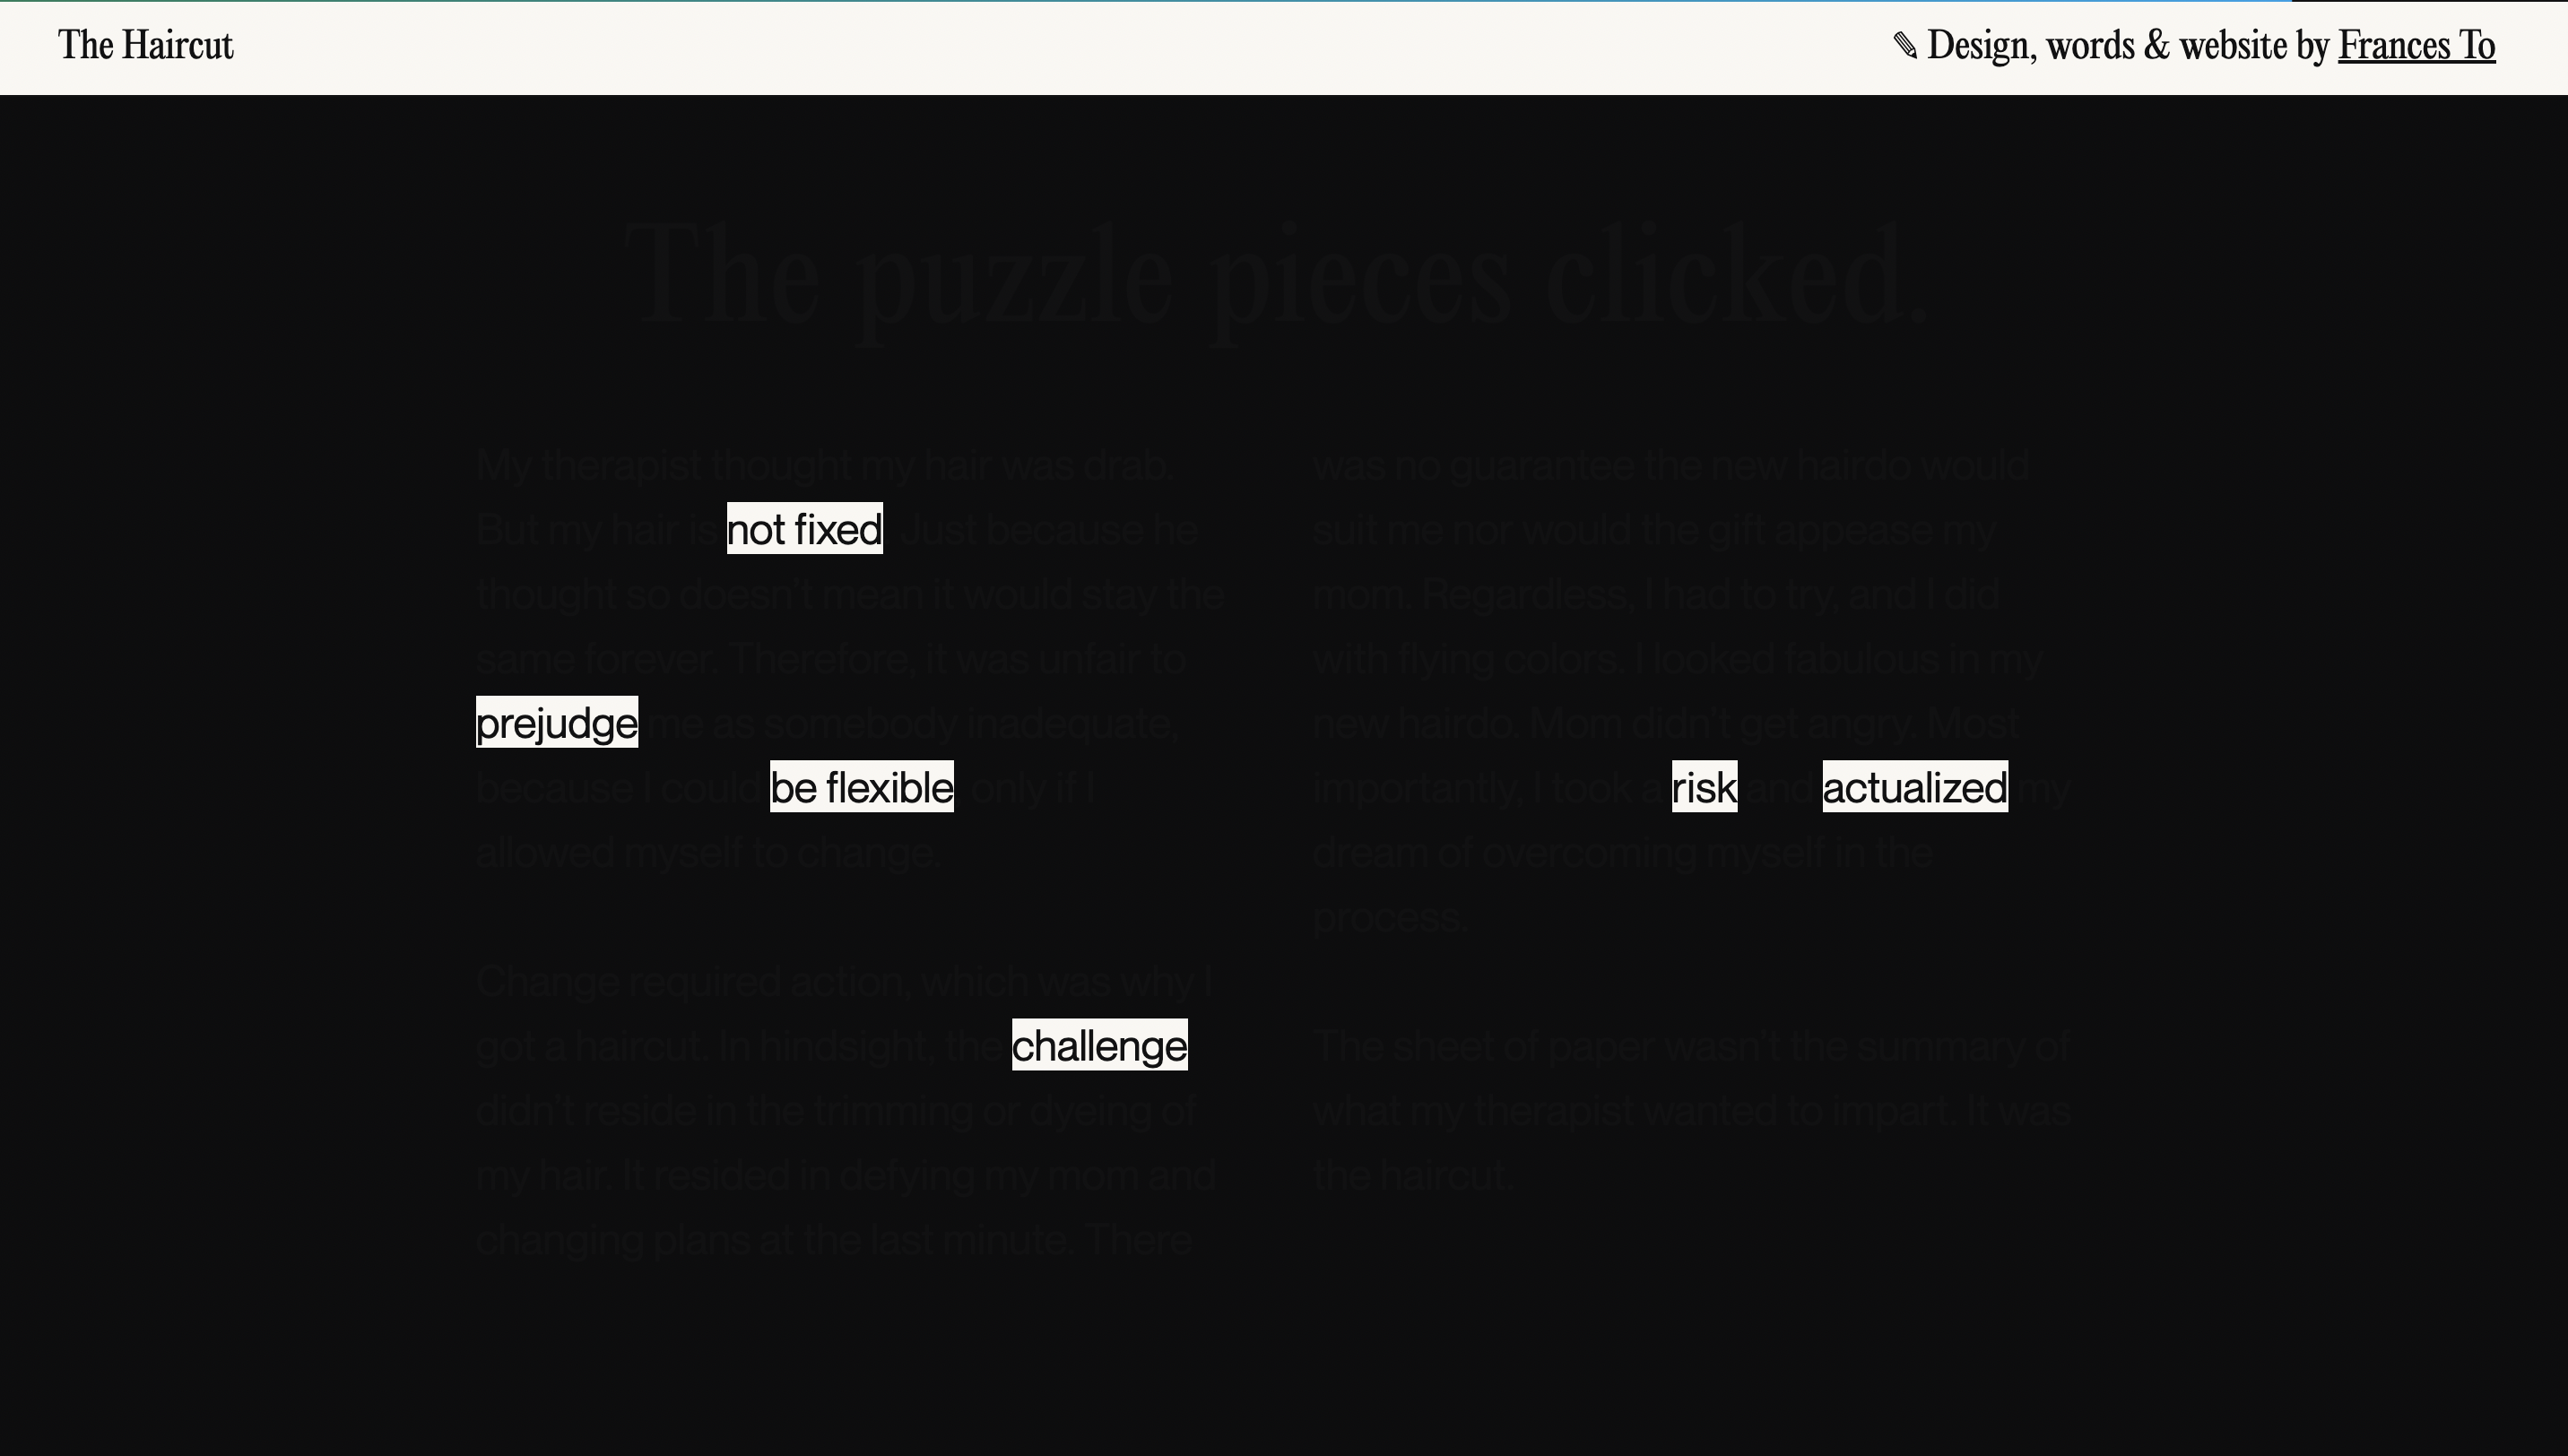 The Haircut
✎ Design, words & website by Frances To
The puzzle pieces clicked.
My therapist thought my hair was drab.
But my hair is not fixed. Just because he
thought so doesn't mean it would stay the
same forever. Therefore, it was unfair to
prejudge me as somebody inadequate,
because I could be flexible, only if I
allowed myself to change.
Change required action, which was why I
got a haircut. In hindsight, the challenge
didn't reside in the trimming or dyeing of
my hair. It resided in defying my mom and
changing plans at the last minute. There
was no guarantee the new hairdo would
suit me nor would the gift appease my
mom. Regardless, I had to try, and I did
with flying colors. I looked fabulous in my
new hairdo. Mom didn't get angry. Most
importantly, I took a risk and actualized my
dream of overcoming myself in the
process.
The sheet of paper wasn't the summary of
what my therapist wanted to impart. It was
the haircut.